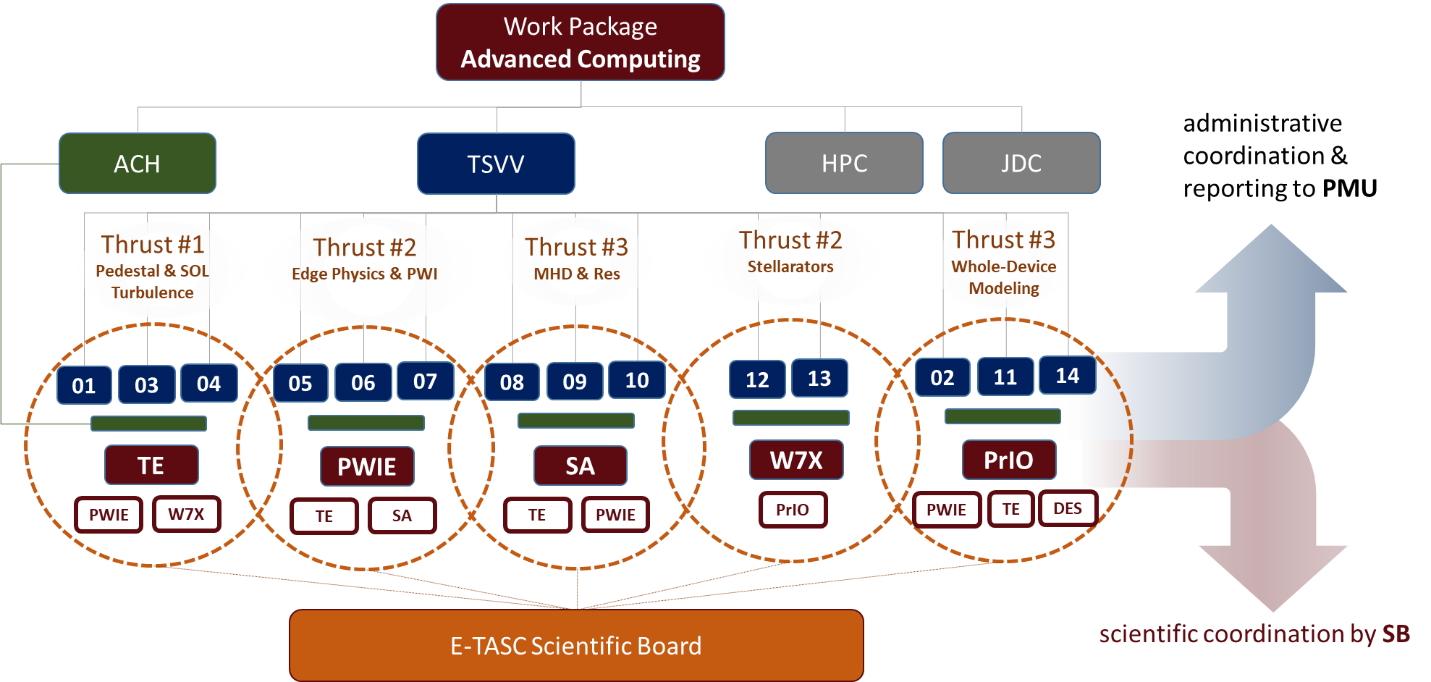 Work Package
Advanced Computing
administrative
coordination &
reporting to PMU
ACH
TSVV
HPC
JDC
Thrust #1
Pedestal & SOL
Turbulence
Thrust #2
Edge Physics & PWI
Thrust #3
MHD & Res
Thrust #2
Stellarators
Thrust #3
Whole-Device
Modeling
01 03 04
05 06 07
08 09 10
12 13
02 11 14
TE
PWIE
SA
W7X
PrIO
PWIE W7X
TE SA
TE PWIE
PrIO
PWIE TE DES
E-TASC Scientific Board
scientific coordination by SB